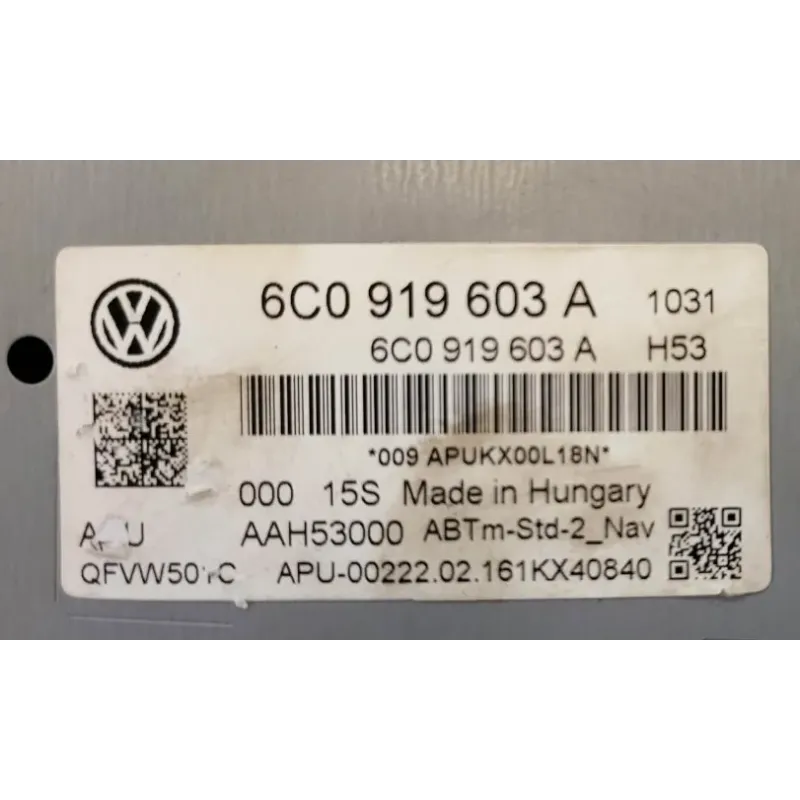 6C0 919 603 A 1031
6C0 919 603 A H53
*009 APUKX00L18N*
000 15S Made in Hungary
AAH53000 ABTm-Std-2_Nav
APU-00222.02.161KX40840